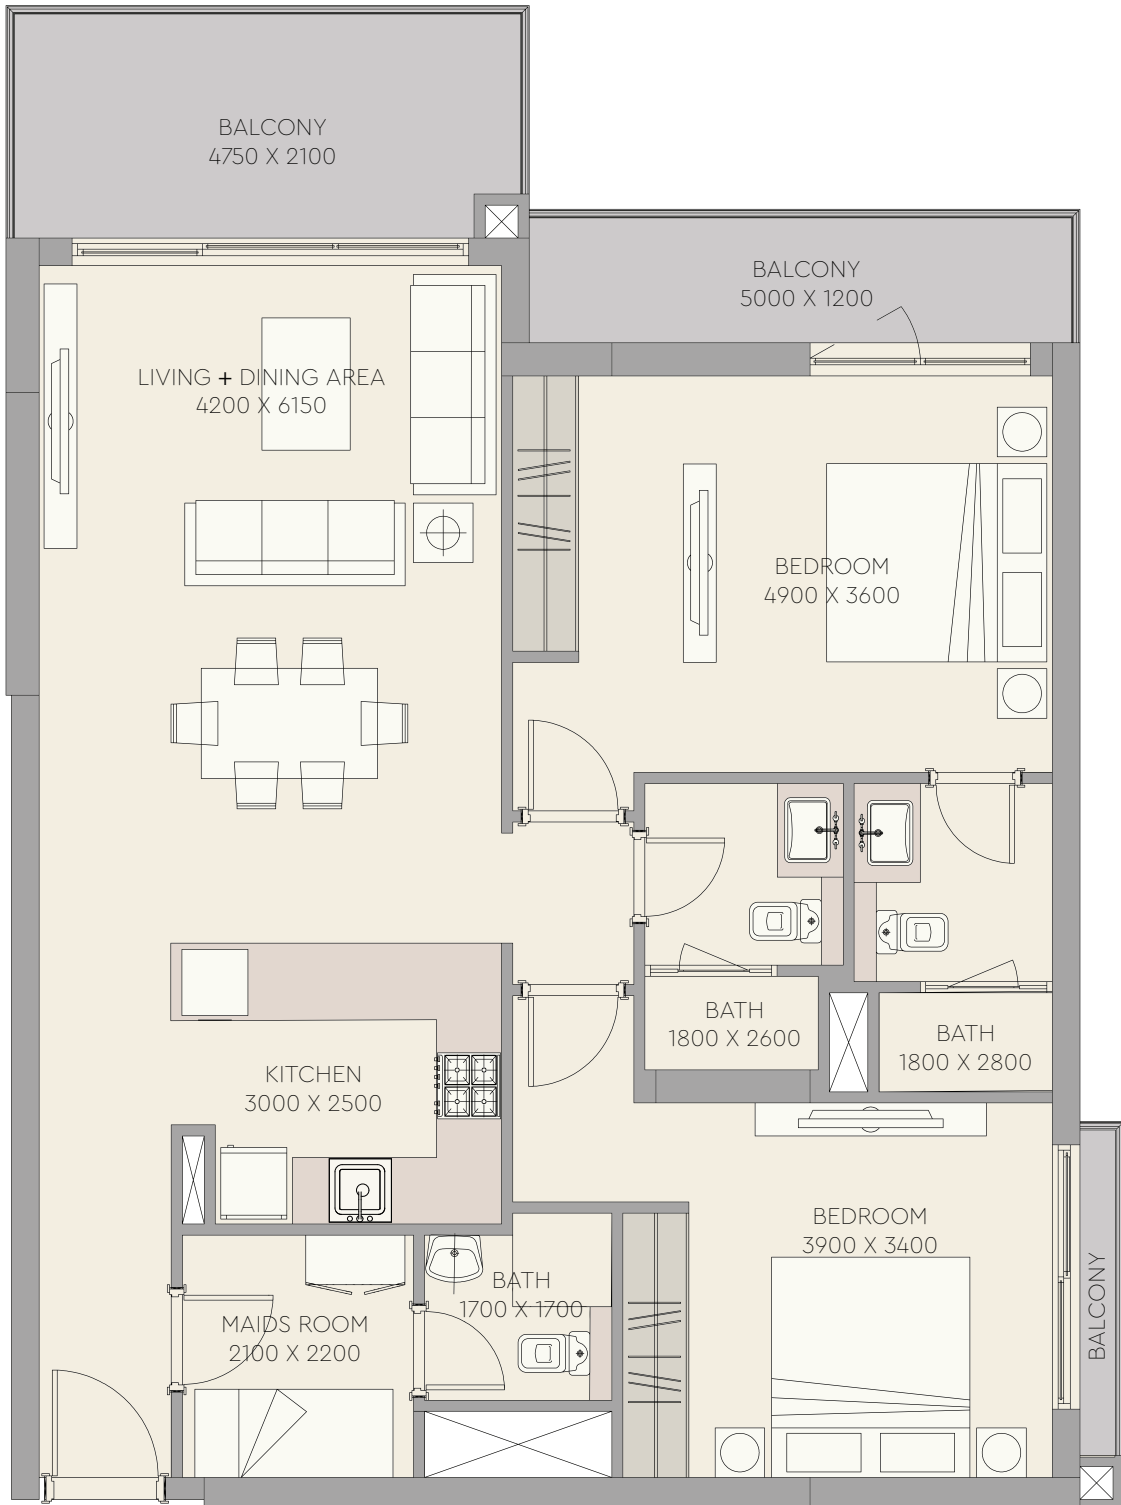 BALCONY
4750 X 2100
BALCONY
5000 X 1200
LIVING + DINING AREA
4200 X 6150
BEDROOM
4900 X 3600
BATH
1800 X 2600
BATH
1800 X 2800
KITCHEN
3000 X 2500
BEDROOM
3900 X 3400
BALCONY
BATH
1700 X 1700
MAIDS ROOM
2100 X 2200